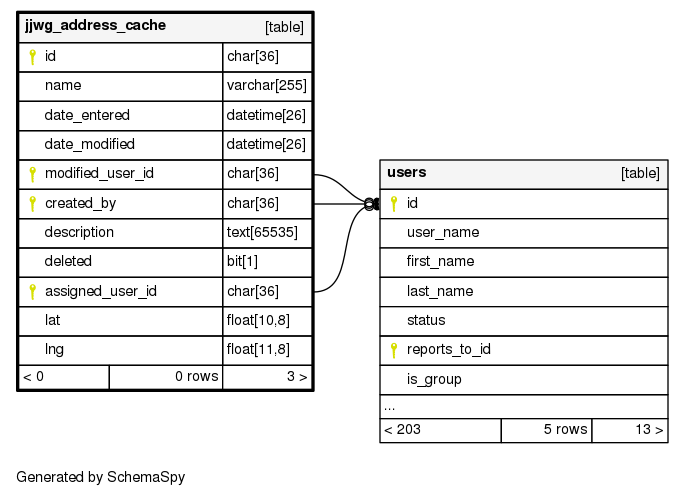 jjwg_address_cache [table]
id char[36]
name varchar[255]
date_entered datetime[26]
date_modified datetime[26]
modified_user_id char[36]
created_by char[36]
description text[65535]
deleted bit[1]
assigned_user_id char[36]
lat float[10,8]
lng float[11,8]
< 0 0 rows 3 >
users [table]
id
user_name
first_name
last_name
status
reports_to_id
is_group
...
< 203 5 rows 13 >
Generated by SchemaSpy